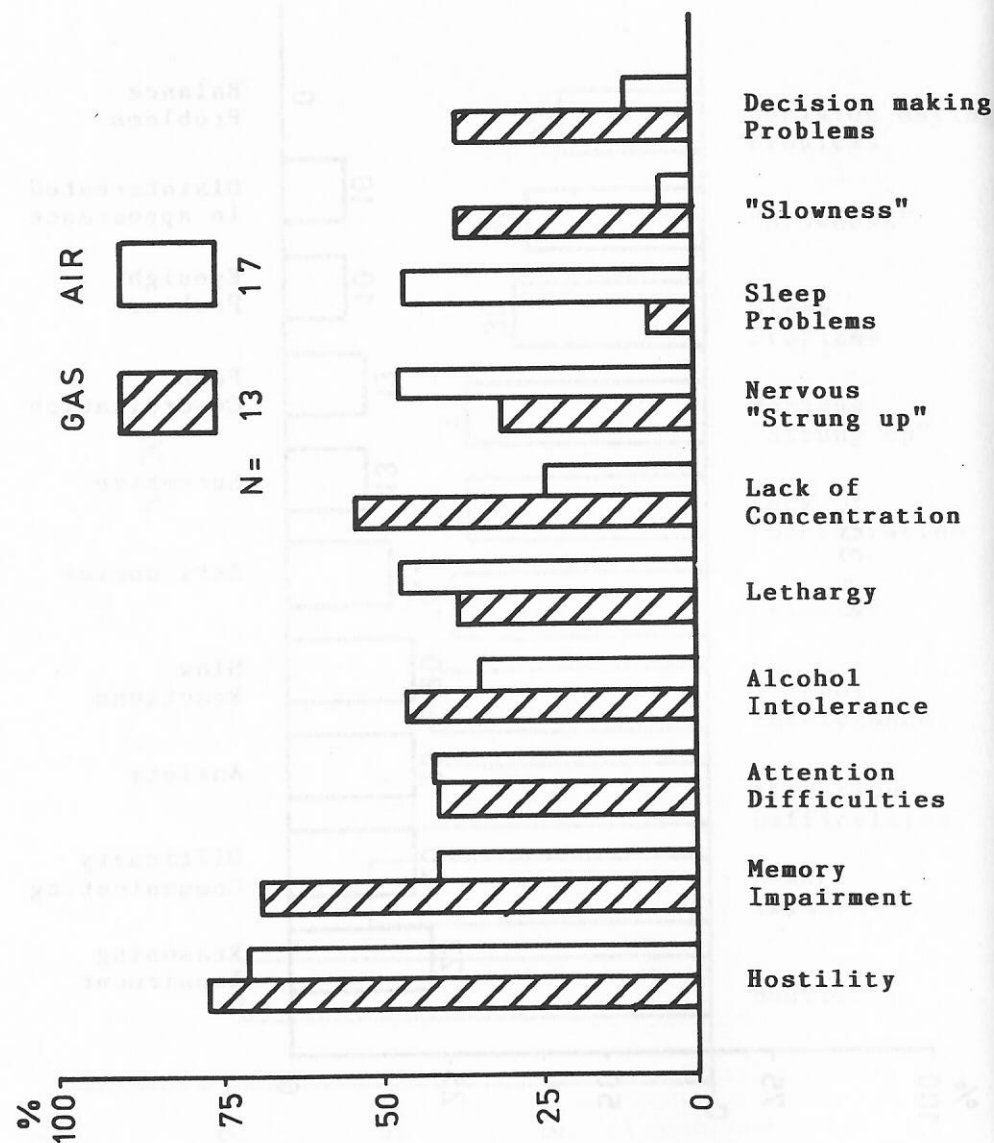 GAS AIR
N= 13 17
Decision making
Problems
"Slowness"
Sleep
Problems
Nervous
"Strung up"
Lack of
Concentration
Lethargy
Alcohol
Intolerance
Attention
Difficulties
Memory
Impairment
Hostility
%
100
75
50
25
0